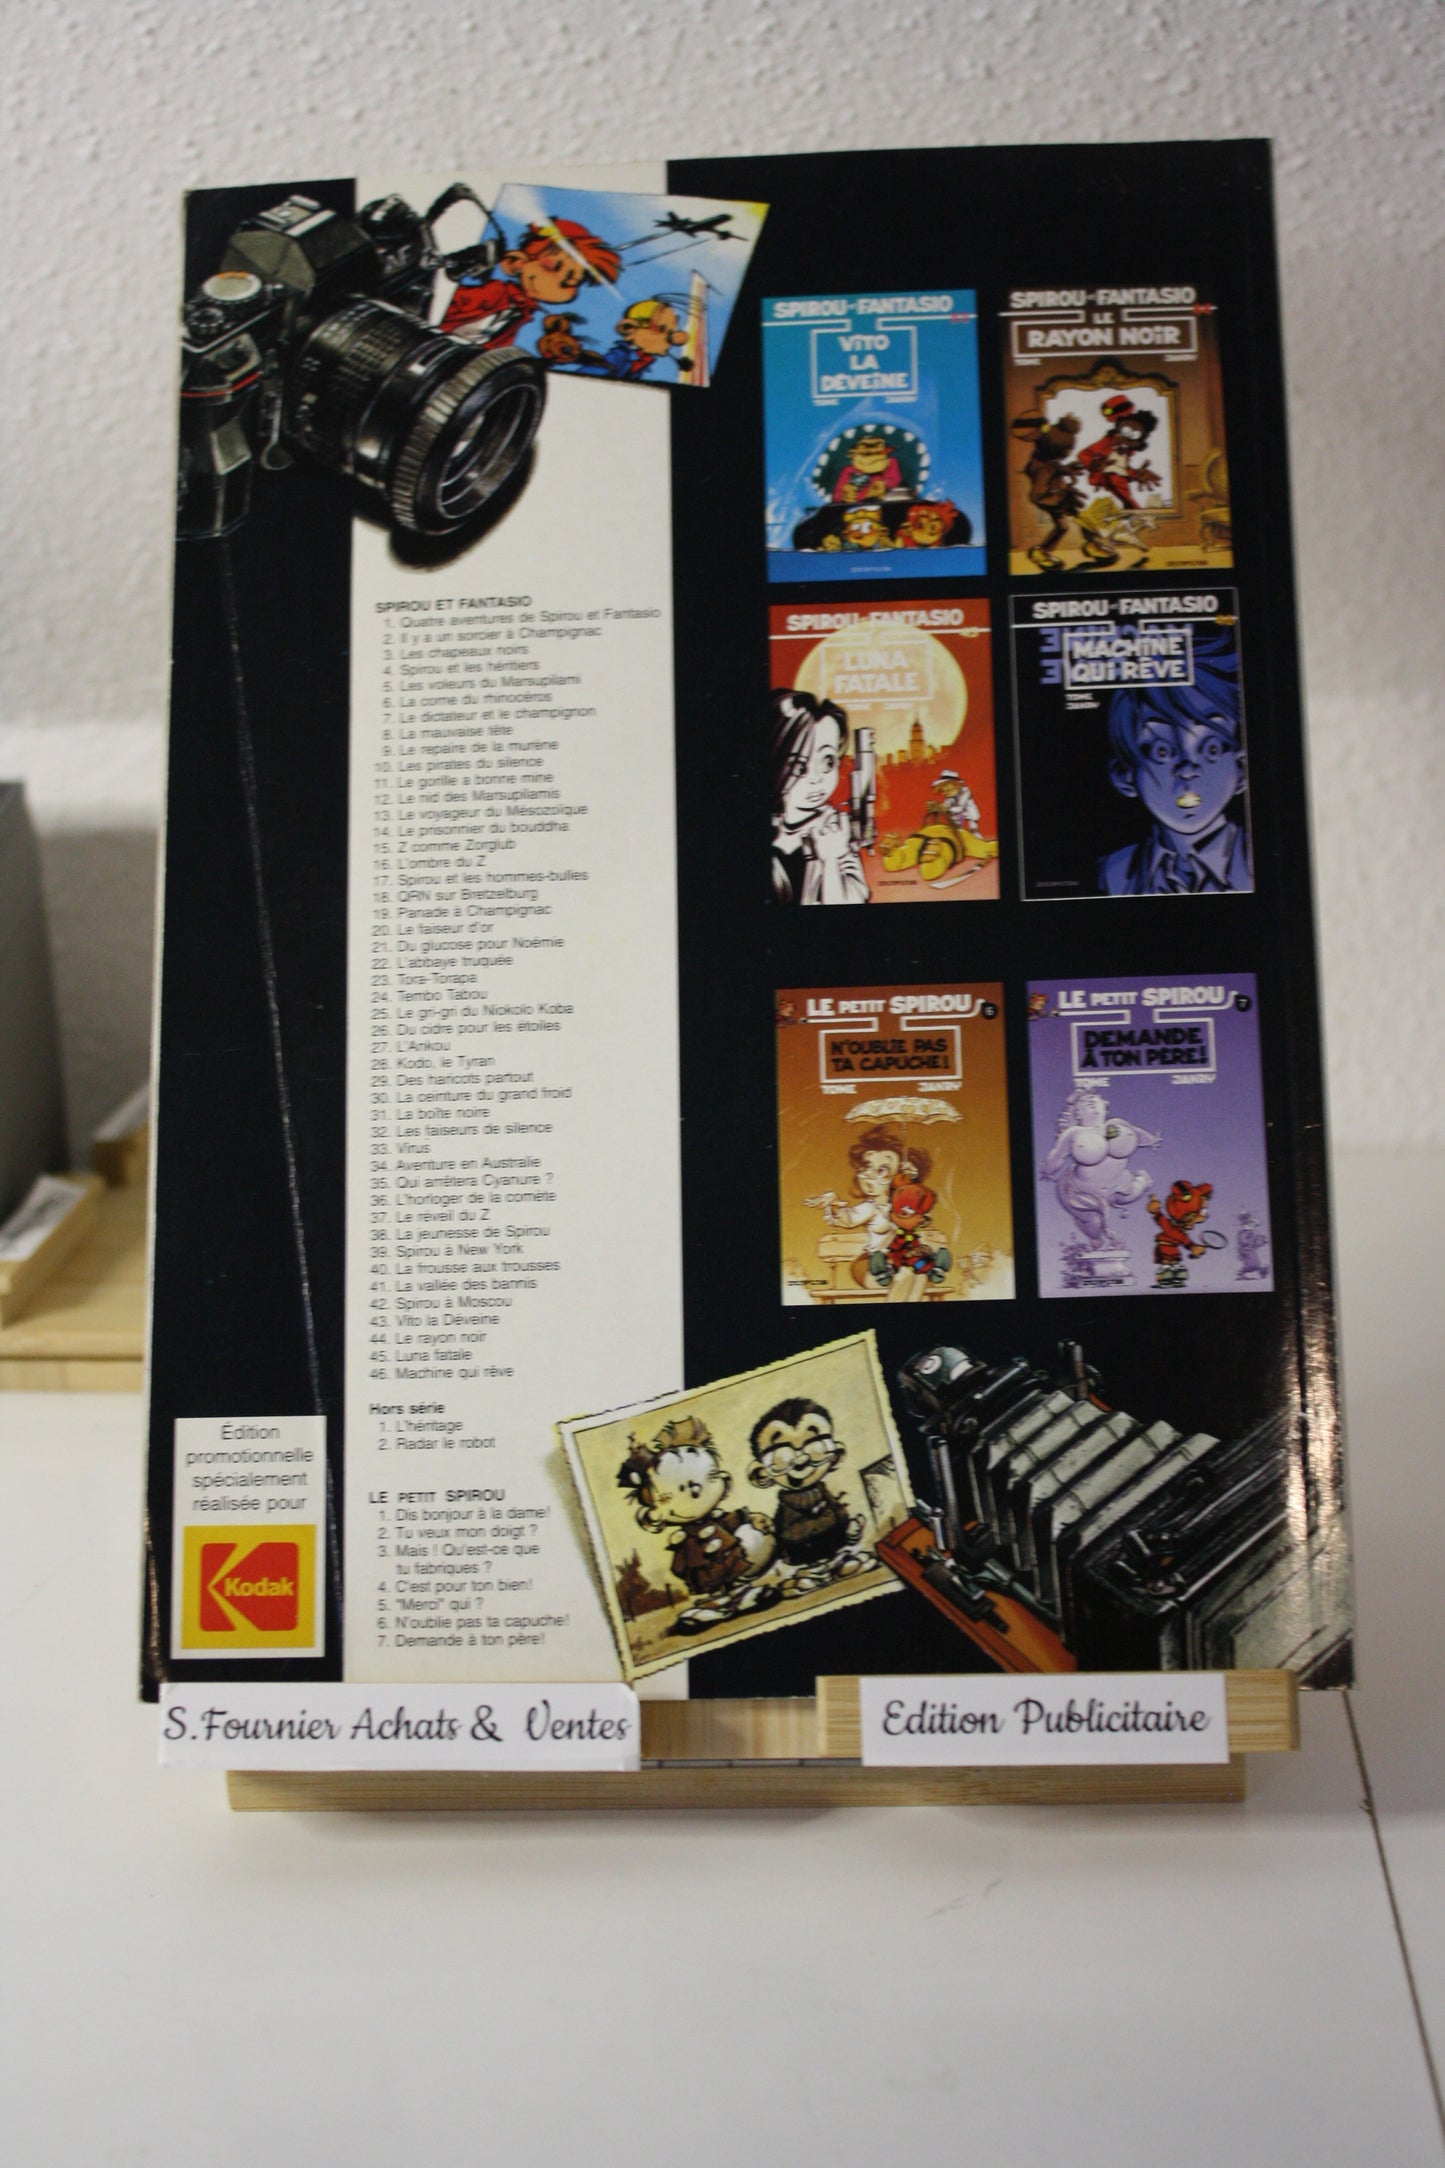 SPIROU ET FANTASIO
1. Quatre aventures de Spirou et Fantasio
2. Il y a un sorcier à Champignac
3. Les chapeaux noirs
4. Spirou et les héritiers
5. Les voleurs du Marsupilami
6. La corne du rhinocéros
7. Le dictateur et le champignon
8. La mauvaise tête
9. Le repaire de la murène
10. Les pirates du silence
11. Le gorille a bonne mine
12. Le nid des Marsupilamis
13. Le voyageur du Mésozoïque
14. Le prisonnier du bouddha
15. Z comme Zorglub
16. L'ombre du Z
17. Spirou et les hommes-bulles
18. QRN sur Bretzelburg
19. Panade à Champignac
20. Le faiseur d'or
21. Du glucose pour Noémie
22. L'abbaye truquée
23. Tora-Torapa
24. Tembo Tabou
25. Le gri-gri du Niokolo Koba
26. Du cidre pour les étoiles
27. L'Ankou
28. Kodo, le Tyran
29. Des haricots partout
30. La ceinture du grand froid
31. La boîte noire
32. Les faiseurs de silence
33. Virus
34. Aventure en Australie
35. Qui arrêtera Cyanure ?
36. L'horloger de la comète
37. Le réveil du Z
38. La jeunesse de Spirou
39. Spirou à New York
40. La frousse aux trousses
41. La vallée des bannis
42. Spirou à Moscou
43. Vito la Déveine
44. Le rayon noir
45. Luna fatale
46. Machine qui rêve
Hors série
1. L'héritage
2. Radar le robot
LE PETIT SPIROU
1. Dis bonjour à la dame!
2. Tu veux mon doigt ?
3. Mais ! Qu'est-ce que
tu fabriques ?
4. C'est pour ton bien!
5. "Merci" qui ?
6. N'oublie pas ta capuche!
7. Demande à ton père!
Édition
promotionnelle
spécialement
réalisée pour
Kodak
SPIROU ET FANTASIO
VITO
LA
DÉVEINE
TOME JANRY
SPIROU ET FANTASIO
LE
RAYON NOIR
TOME JANRY
SPIROU ET FANTASIO
LUNA
FATALE
SPIROU ET FANTASIO
MACHINE
QUI RÊVE
TOME
JANRY
LE PETIT SPIROU 6
N'OUBLIE PAS
TA CAPUCHE!
TOME JANRY
LE PETIT SPIROU 7
DEMANDE
À TON PÈRE!
TOME JANRY
S.Fournier Achats & Ventes
Edition Publicitaire